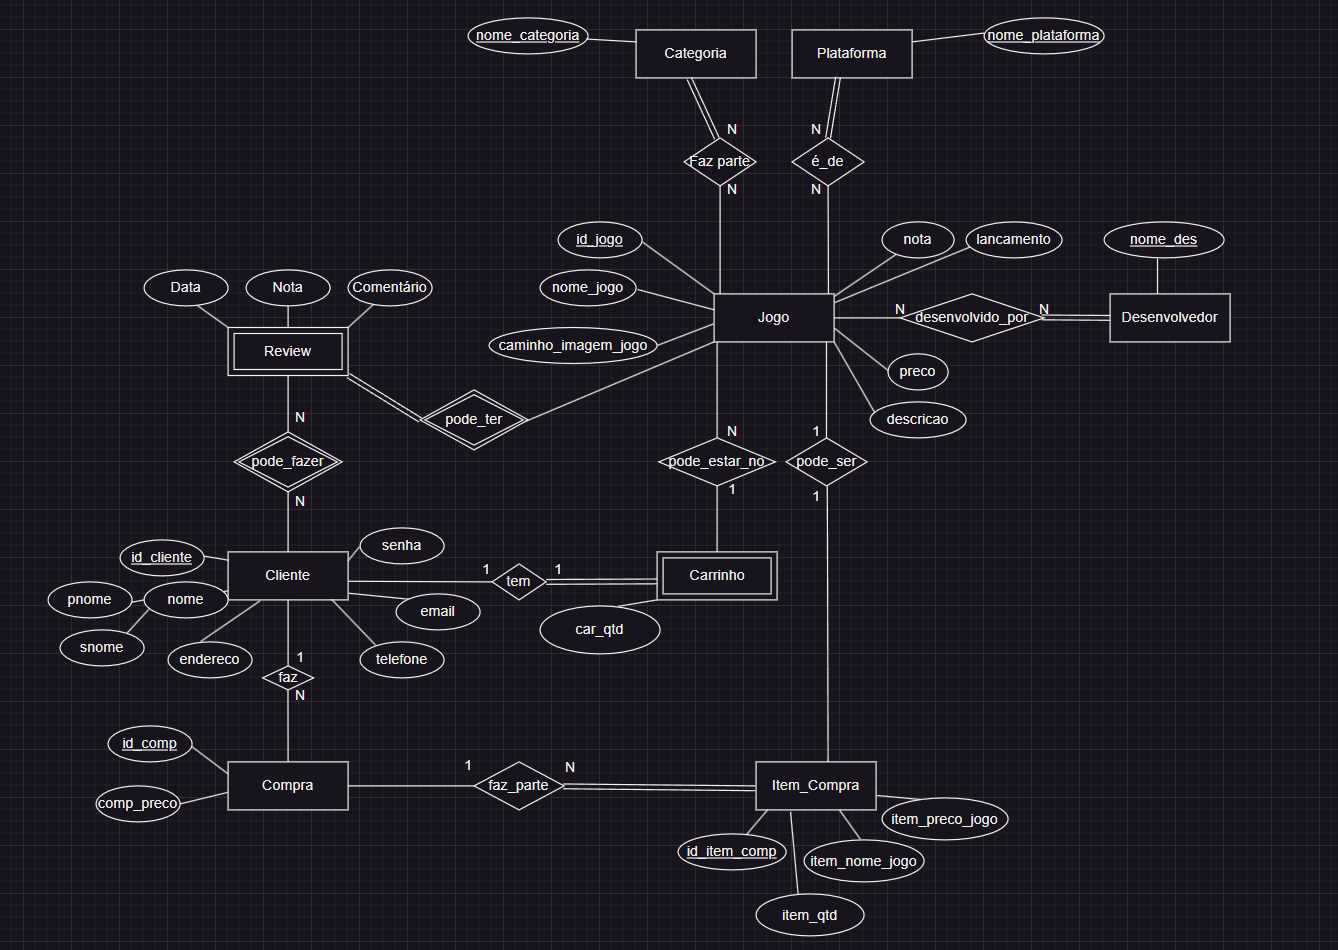 nome_categoria
Categoria
Plataforma
nome_plataforma
N
N
Faz parte
é_de
N
N
id_jogo
nota
lancamento
nome_des
Data
Nota
Comentário
nome_jogo
Jogo
N
desenvolvido_por
N
Desenvolvedor
Review
caminho_imagem_jogo
preco
pode_ter
descricao
N
N
1
pode_fazer
pode_estar_no
pode_ser
N
1
1
id_cliente
senha
Cliente
1
tem
1
Carrinho
pnome
nome
email
car_qtd
snome
endereco
telefone
1
faz
N
id_comp
Compra
1
faz_parte
N
Item_Compra
comp_preco
item_preco_jogo
id_item_comp
item_nome_jogo
item_qtd